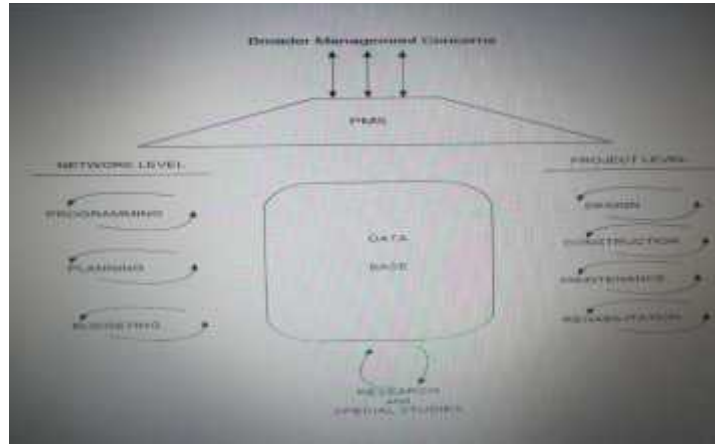 Broader Management Concerns
PMS
NETWORK LEVEL
PROGRAMMING
PLANNING
BUDGETING
DATA
BASE
PROJECT LEVEL
DESIGN
CONSTRUCTION
MAINTENANCE
REHABILITATION
RESEARCH
AND
SPECIAL STUDIES